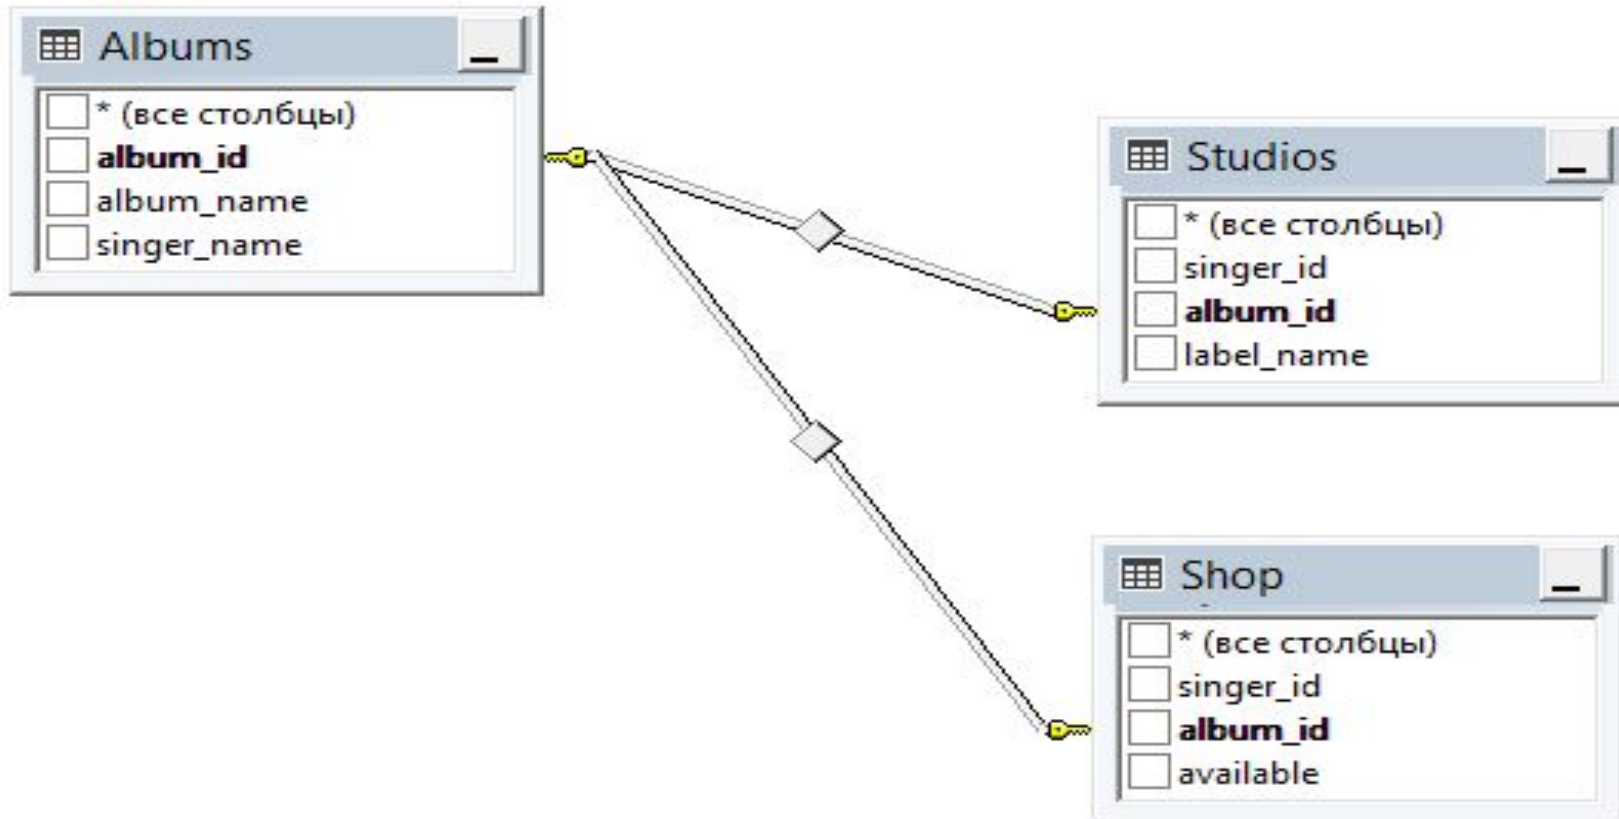 Albums
* (все столбцы)
album_id
album_name
singer_name
Studios
* (все столбцы)
singer_id
album_id
label_name
Shop
* (все столбцы)
singer_id
album_id
available